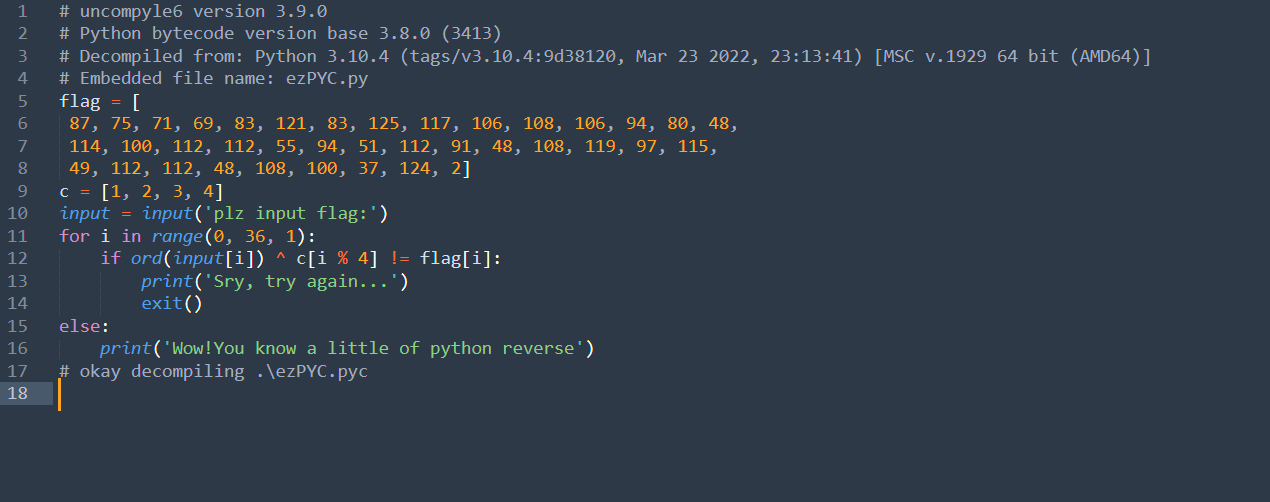 1 # uncompyle6 version 3.9.0
2 # Python bytecode version base 3.8.0 (3413)
3 # Decompiled from: Python 3.10.4 (tags/v3.10.4:9d38120, Mar 23 2022, 23:13:41) [MSC v.1929 64 bit (AMD64)]
4 # Embedded file name: ezPYC.py
5 flag = [
6  87, 75, 71, 69, 83, 121, 83, 125, 117, 106, 108, 106, 94, 80, 48,
7  114, 100, 112, 112, 55, 94, 51, 112, 91, 48, 108, 119, 97, 115,
8  49, 112, 112, 48, 108, 100, 37, 124, 2]
9 c = [1, 2, 3, 4]
10 input = input('plz input flag:')
11 for i in range(0, 36, 1):
12     if ord(input[i]) ^ c[i % 4] != flag[i]:
13         print('Sry, try again...')
14         exit()
15 else:
16     print('Wow!You know a little of python reverse')
17 # okay decompiling .\ezPYC.pyc
18